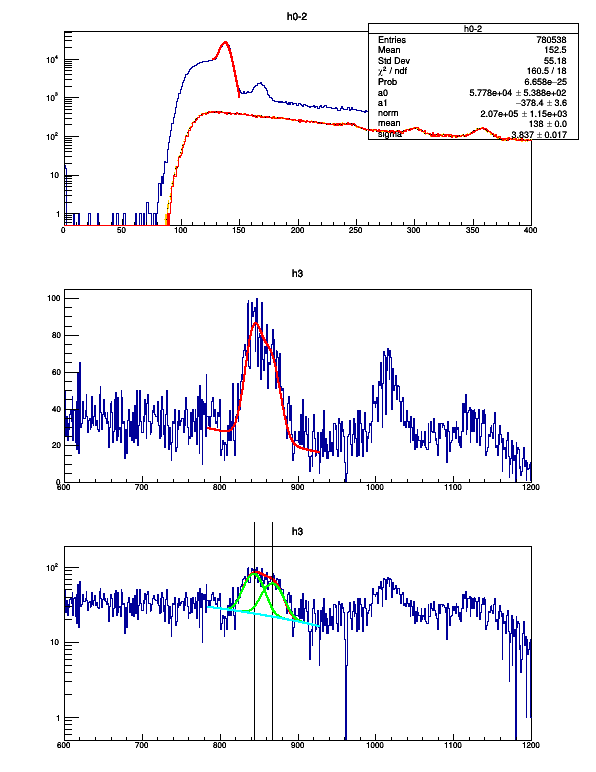 h0-2
h0-2
Entries 780538
Mean 152.5
Std Dev 55.18
χ² / ndf 160.5 / 18
Prob 6.658e−25
a0 5.778e+04 ± 5.388e+02
a1 −378.4 ± 3.6
norm 2.07e+05 ± 1.15e+03
mean 138 ± 0.0
sigma 3.837 ± 0.017
10⁴
10³
10²
10
1
0 50 100 150 200 250 300 350 400
h3
100
80
60
40
20
0
600 700 800 900 1000 1100 1200
h3
10²
10
1
600 700 800 900 1000 1100 1200